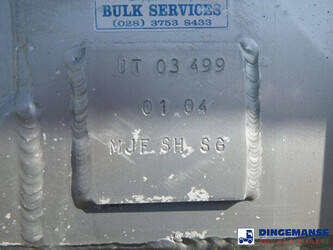 BULK SERVICES
(028) 3753 8433
UT 03 499
01 04
MJE SH SG
DINGEMANSE